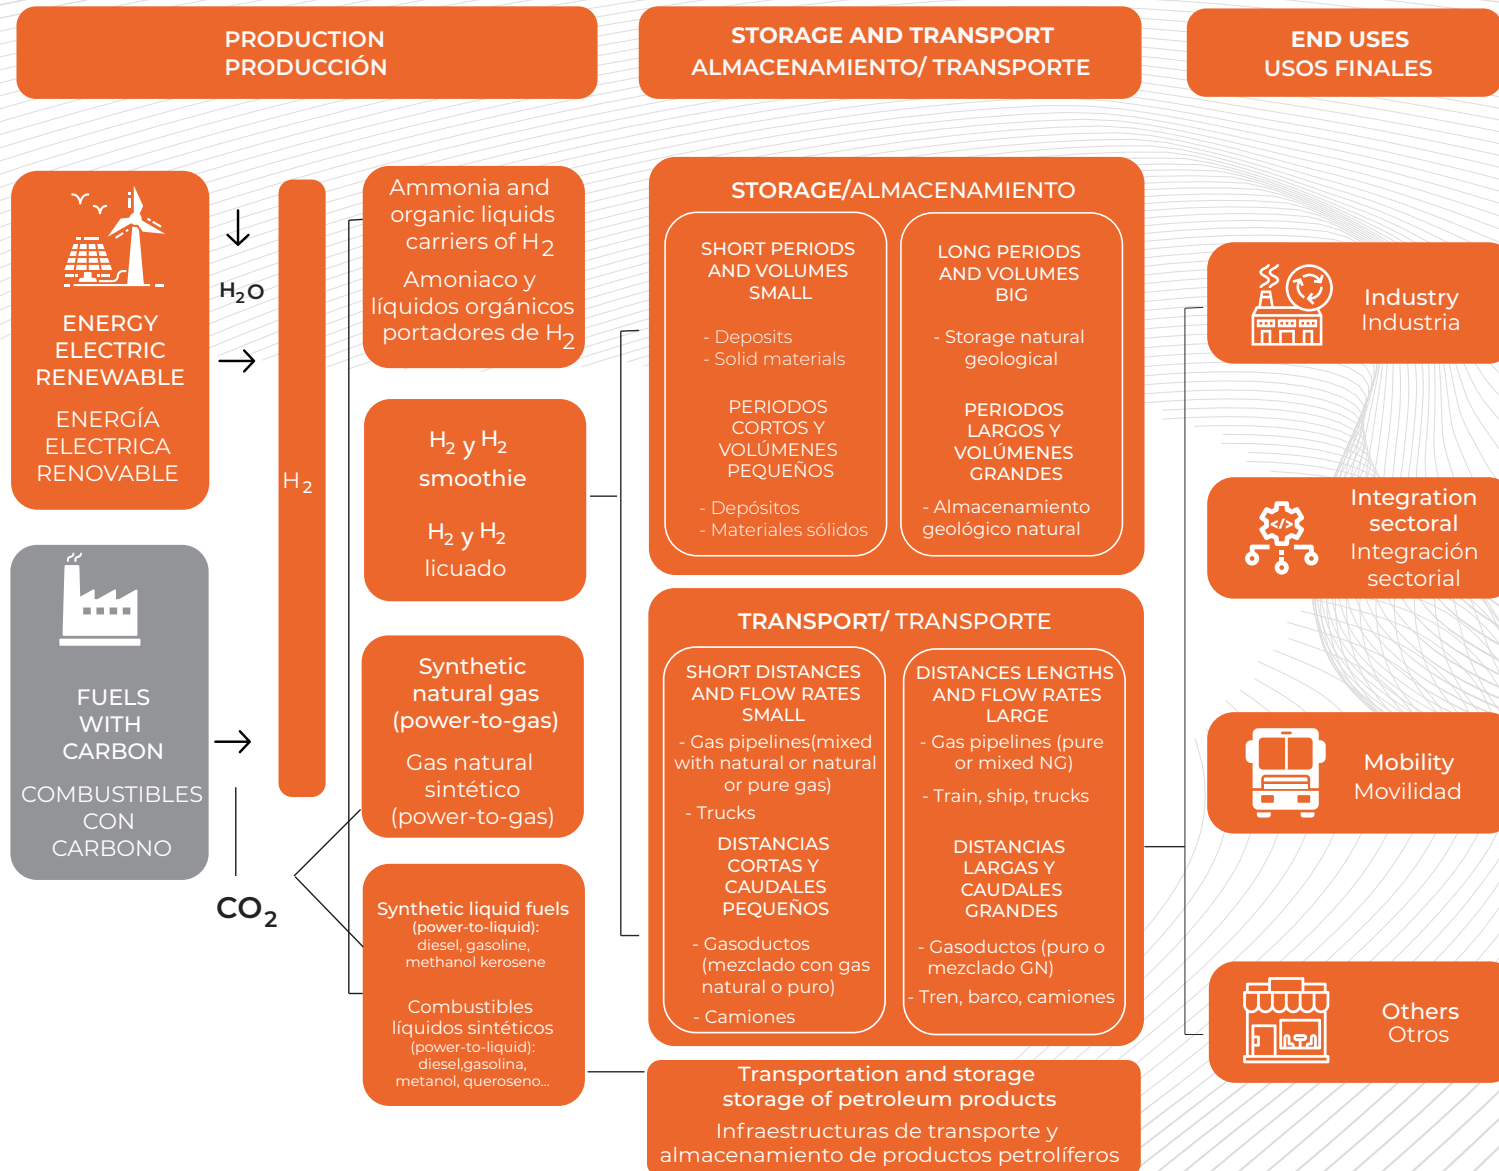 PRODUCTION
PRODUCCIÓN
STORAGE AND TRANSPORT
ALMACENAMIENTO/ TRANSPORTE
END USES
USOS FINALES
ENERGY
ELECTRIC
RENEWABLE
ENERGÍA
ELECTRICA
RENOVABLE
H2O
FUELS
WITH
CARBON
COMBUSTIBLES
CON
CARBONO
CO2
H2
Ammonia and
organic liquids
carriers of H2
Amoniaco y
líquidos orgánicos
portadores de H2
H2 y H2
smoothie
H2 y H2
licuado
Synthetic
natural gas
(power-to-gas)
Gas natural
sintético
(power-to-gas)
Synthetic liquid fuels
(power-to-liquid):
diesel, gasoline,
methanol kerosene
Combustibles
líquidos sintéticos
(power-to-liquid):
diesel,gasolina,
metanol, queroseno...
STORAGE/ALMACENAMIENTO
SHORT PERIODS
AND VOLUMES
SMALL
- Deposits
- Solid materials
PERIODOS
CORTOS Y
VOLÚMENES
PEQUEÑOS
- Depósitos
- Materiales sólidos
LONG PERIODS
AND VOLUMES
BIG
- Storage natural
geological
PERIODOS
LARGOS Y
VOLÚMENES
GRANDES
- Almacenamiento
geológico natural
TRANSPORT/ TRANSPORTE
SHORT DISTANCES
AND FLOW RATES
SMALL
- Gas pipelines(mixed
with natural or natural
or pure gas)
- Trucks
DISTANCIAS
CORTAS Y
CAUDALES
PEQUEÑOS
- Gasoductos
(mezclado con gas
natural o puro)
- Camiones
DISTANCES LENGTHS
AND FLOW RATES
LARGE
- Gas pipelines (pure
or mixed NG)
- Train, ship, trucks
DISTANCIAS
LARGAS Y
CAUDALES
GRANDES
- Gasoductos (puro o
mezclado GN)
- Tren, barco, camiones
Transportation and storage
storage of petroleum products
Infraestructuras de transporte y
almacenamiento de productos petrolíferos
Industry
Industria
</>
Integration
sectoral
Integración
sectorial
Mobility
Movilidad
Others
Otros